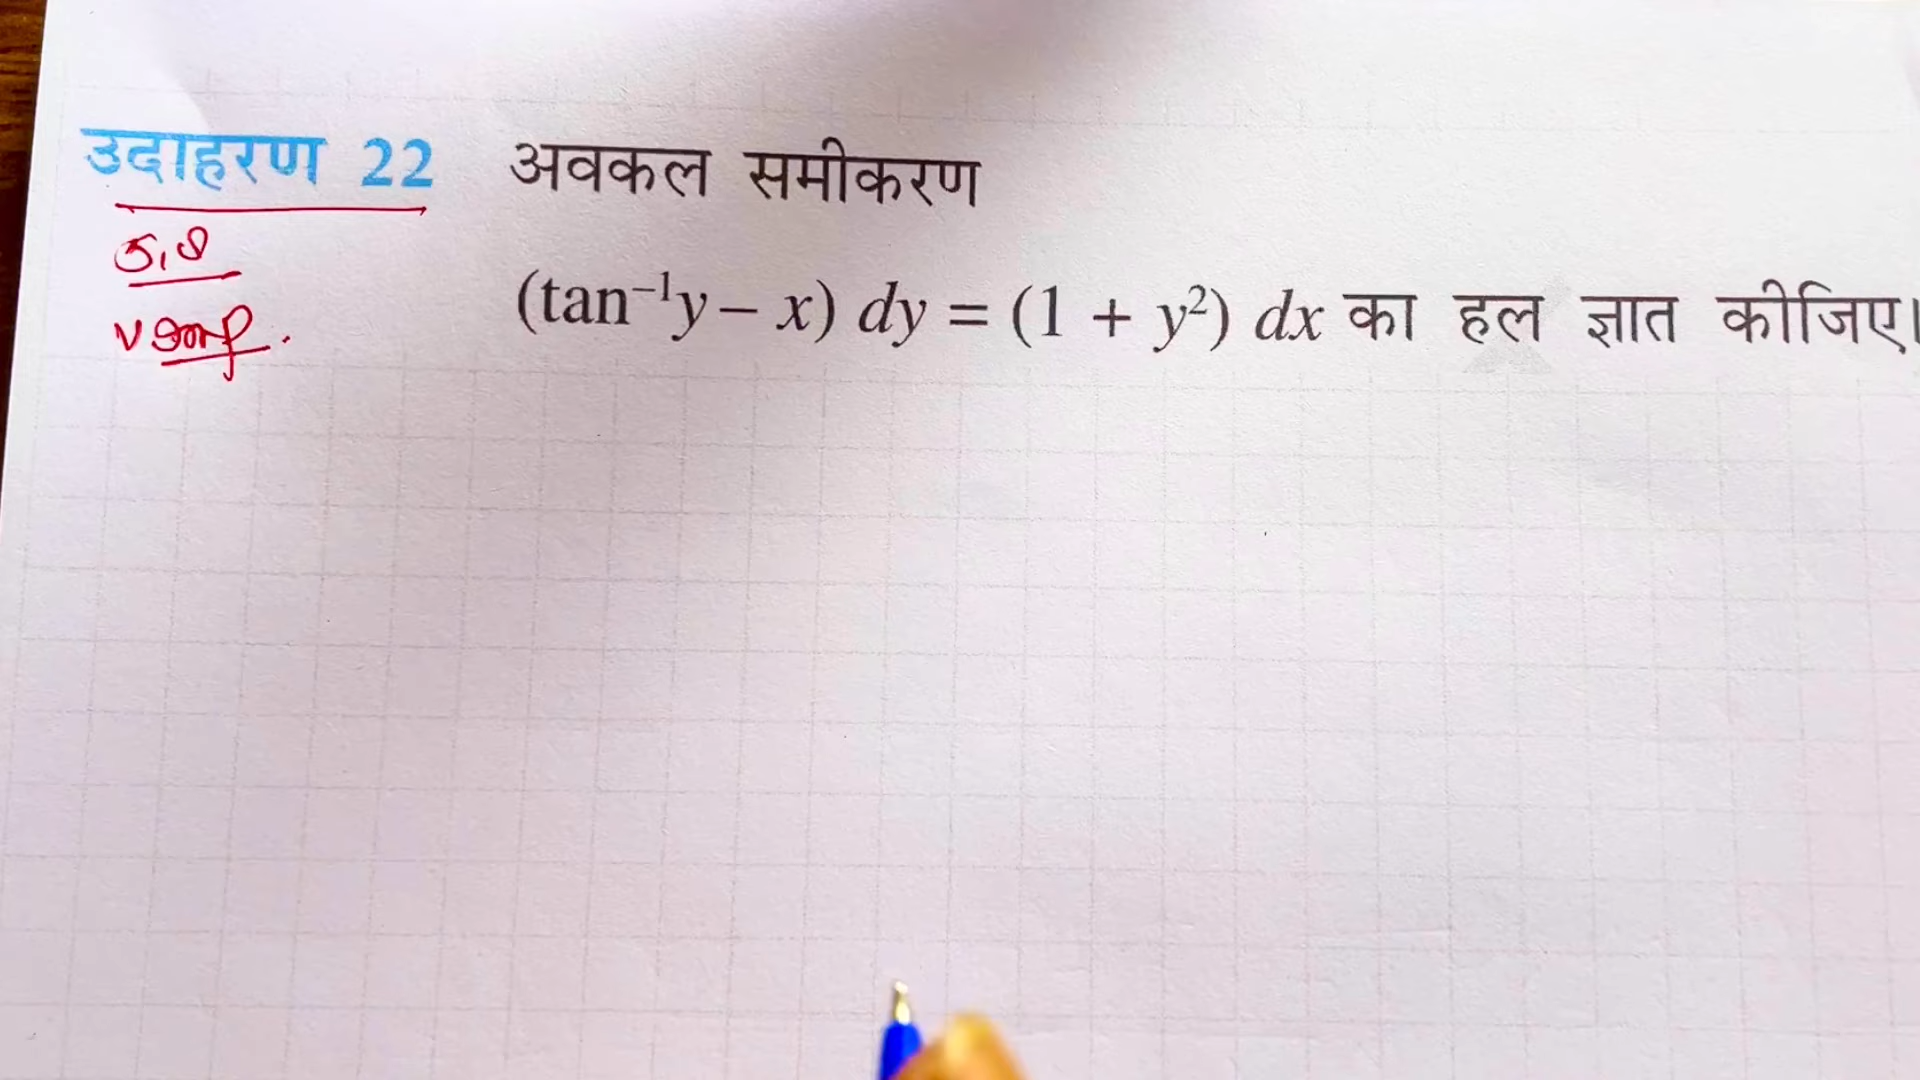 उदाहरण 22 अवकल समीकरण
(tan⁻¹y – x) dy = (1 + y²) dx का हल ज्ञात कीजिए।